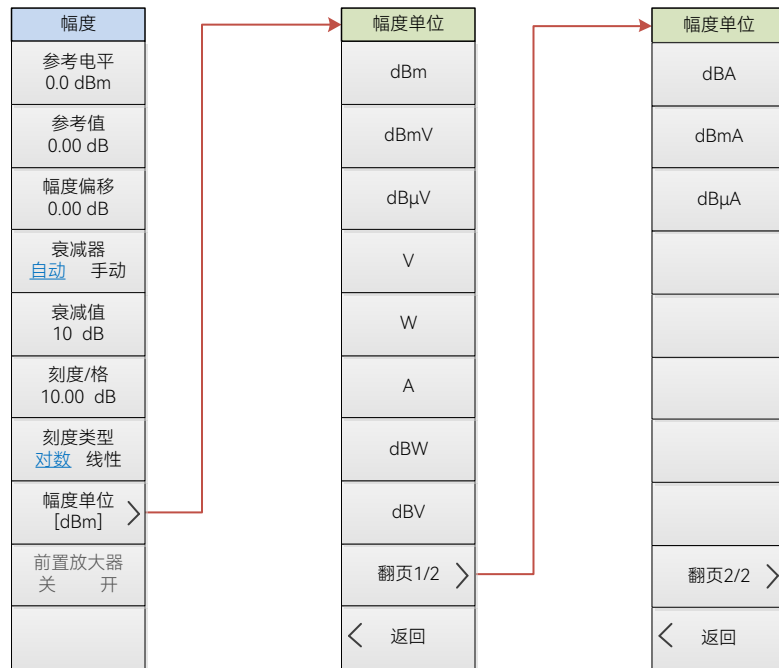 幅度
参考电平
0.0 dBm
参考值
0.00 dB
幅度偏移
0.00 dB
衰减器
自动 手动
衰减值
10 dB
刻度/格
10.00 dB
刻度类型
对数 线性
幅度单位
[dBm]
前置放大器
关 开
幅度单位
dBm
dBmV
dBµV
V
W
A
dBW
dBV
翻页1/2
返回
幅度单位
dBA
dBmA
dBµA
翻页2/2
返回